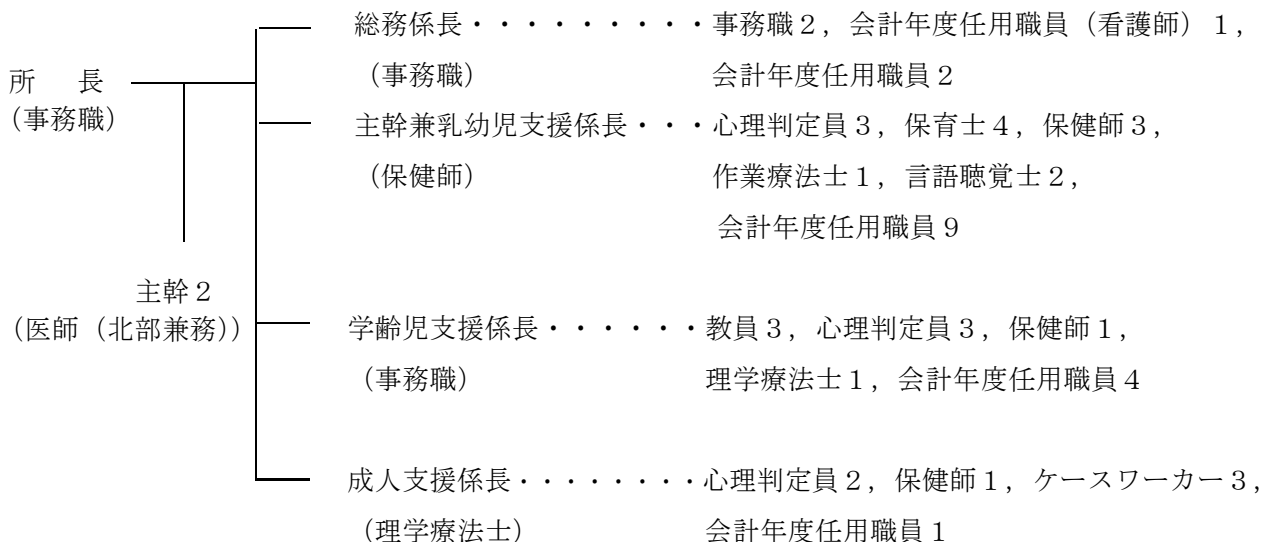 総務係長・・・・・・・・・事務職２，会計年度任用職員（看護師）１，
（事務職）　会計年度任用職員２
所　長
（事務職）
主幹兼乳幼児支援係長・・・心理判定員３，保育士４，保健師３，
（保健師）　作業療法士１，言語聴覚士２，
会計年度任用職員９
主幹２
（医師（北部兼務））
学齢児支援係長・・・・・・教員３，心理判定員３，保健師１，
（事務職）　理学療法士１，会計年度任用職員４
成人支援係長・・・・・・・・心理判定員２，保健師１，ケースワーカー３，
（理学療法士）　会計年度任用職員１